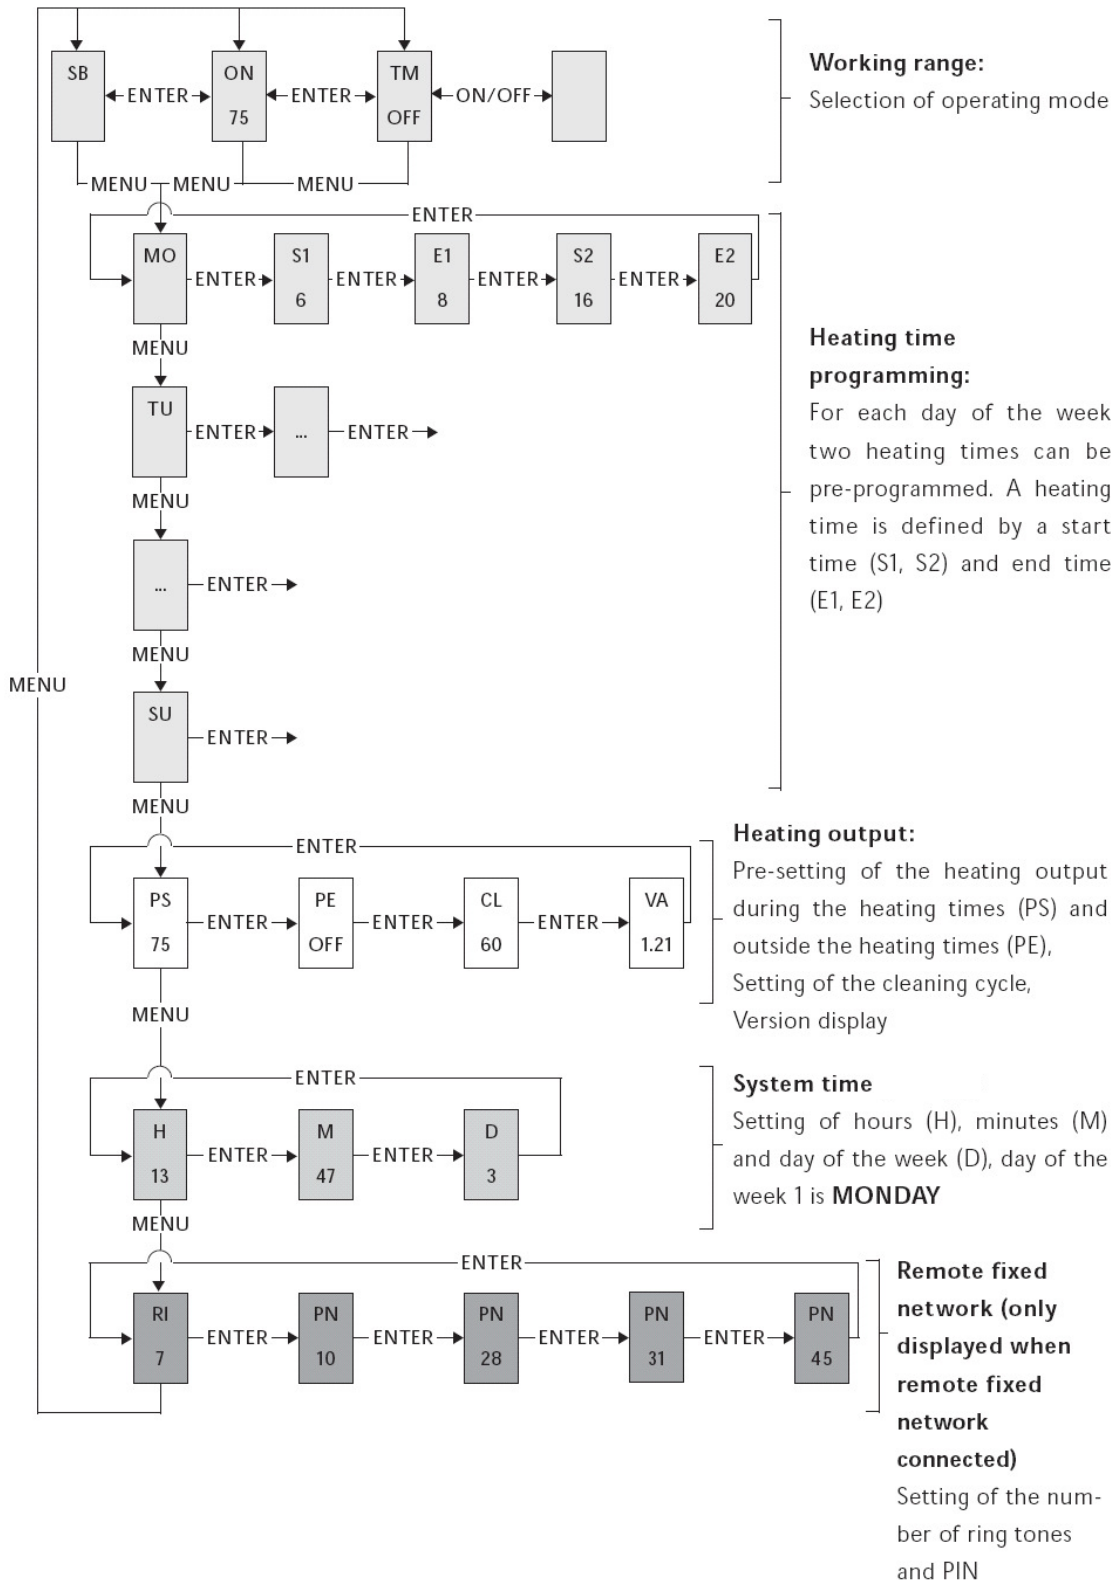 SB
ON
TM
ENTER
ENTER
ON/OFF
75
OFF
Working range:
Selection of operating mode
MENU
MENU
MENU
ENTER
MO
S1
E1
S2
E2
ENTER
ENTER
ENTER
ENTER
6
8
16
20
MENU
TU
ENTER
...
ENTER
MENU
...
ENTER
MENU
SU
ENTER
MENU
Heating time
programming:
For each day of the week
two heating times can be
pre-programmed. A heating
time is defined by a start
time (S1, S2) and end time
(E1, E2)
MENU
ENTER
PS
PE
CL
VA
ENTER
ENTER
ENTER
75
OFF
60
1.21
MENU
Heating output:
Pre-setting of the heating output
during the heating times (PS) and
outside the heating times (PE),
Setting of the cleaning cycle,
Version display
ENTER
H
M
D
ENTER
ENTER
13
47
3
MENU
System time
Setting of hours (H), minutes (M)
and day of the week (D), day of the
week 1 is MONDAY
ENTER
RI
PN
PN
PN
PN
ENTER
ENTER
ENTER
ENTER
7
10
28
31
45
Remote fixed
network (only
displayed when
remote fixed
network
connected)
Setting of the num-
ber of ring tones
and PIN